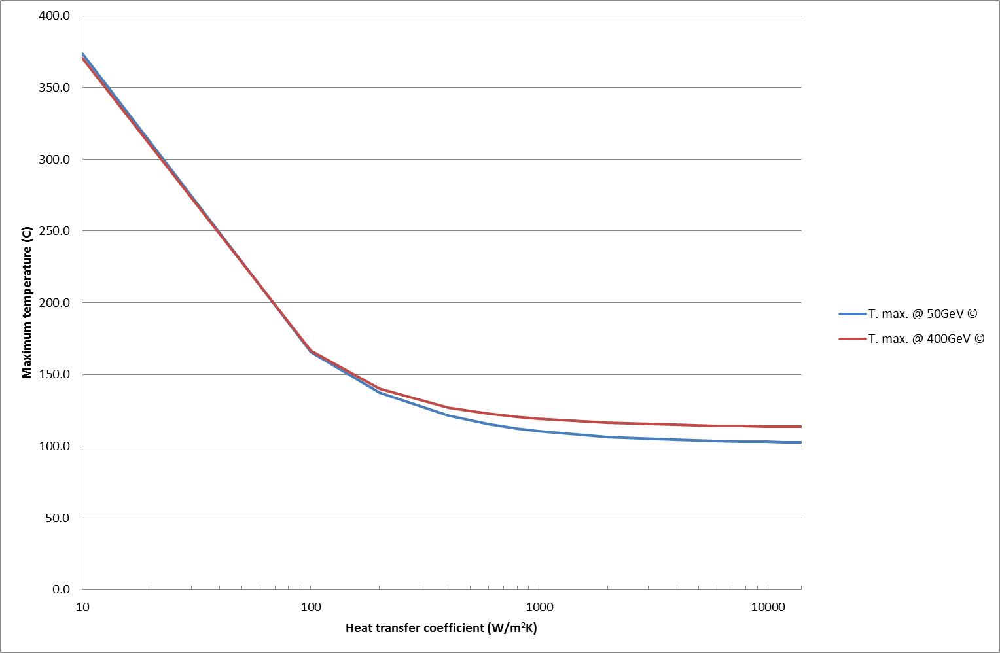 400.0
350.0
300.0
250.0
200.0
150.0
100.0
50.0
0.0
Maximum temperature (C)
10 100 1000 10000
Heat transfer coefficient (W/m²K)
T. max. @ 50GeV ©
T. max. @ 400GeV ©